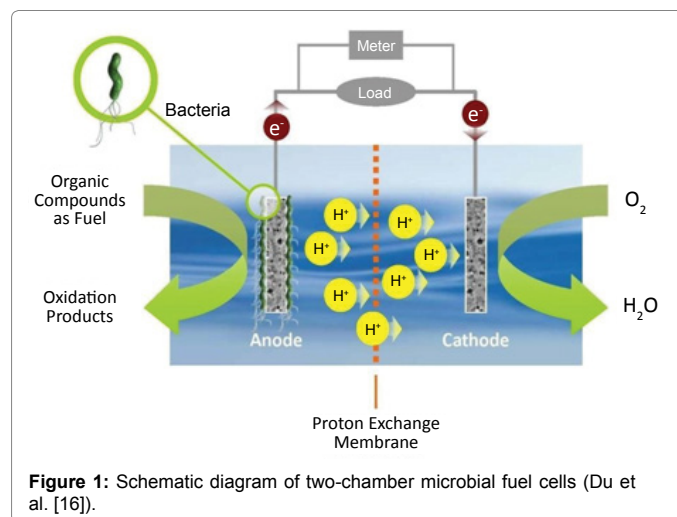 Meter
Load
Bacteria
e-
e-
Organic
Compounds
as Fuel
O2
H+
H+
H+
H+
H+
H+
H+
H+
Oxidation
Products
H2O
Anode
Cathode
Proton Exchange
Membrane
Figure 1: Schematic diagram of two-chamber microbial fuel cells (Du et
al. [16]).